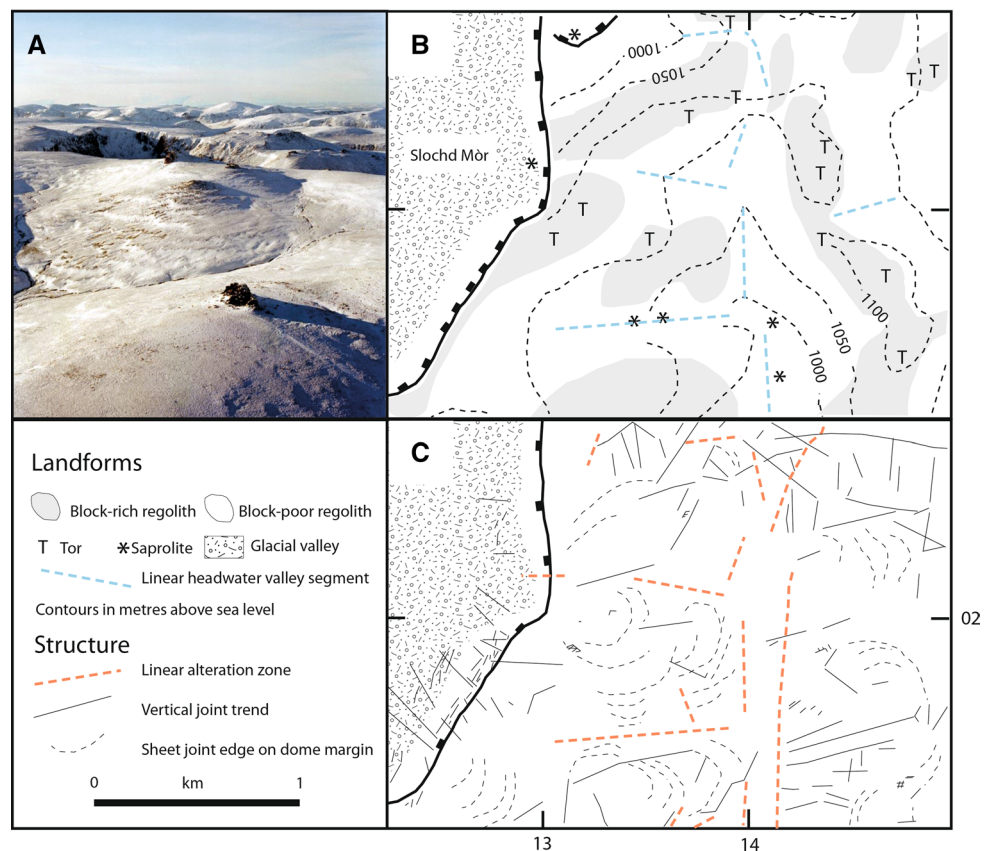 A
B
1000
1050
T
T
T
T
T
Slochd Mòr
T
T
T
T
T
T
T
1100
T
1050
1000
C
Landforms
Block-rich regolith
Block-poor regolith
T Tor
*Saprolite
Glacial valley
Linear headwater valley segment
Contours in metres above sea level
Structure
Linear alteration zone
Vertical joint trend
Sheet joint edge on dome margin
0 km 1
02
13
14